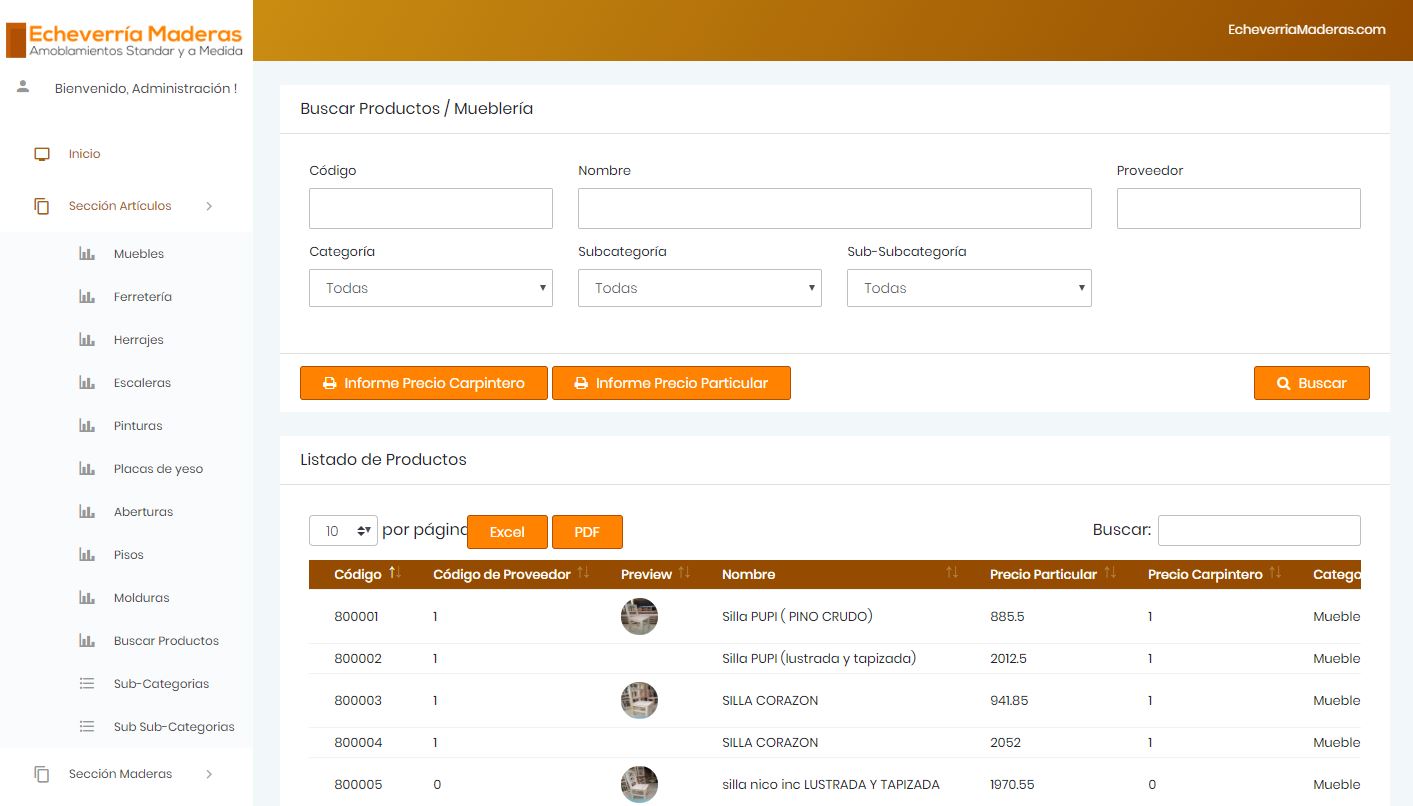 Echeverría Maderas
Amoblamientos Standar y a Medida
EcheverriaMaderas.com
Bienvenido, Administración !
Inicio
Sección Artículos
Muebles
Ferretería
Herrajes
Escaleras
Pinturas
Placas de yeso
Aberturas
Pisos
Molduras
Buscar Productos
Sub-Categorias
Sub Sub-Categorias
Sección Maderas
Buscar Productos / Mueblería
Código Nombre Proveedor
Categoría Subcategoría Sub-Subcategoría
Todas Todas Todas
Informe Precio Carpintero Informe Precio Particular Buscar
Listado de Productos
10 por página Excel PDF Buscar:
Código Código de Proveedor Preview Nombre Precio Particular Precio Carpintero Catego
800001 1 Silla PUPI ( PINO CRUDO) 885.5 1 Mueble
800002 1 Silla PUPI (lustrada y tapizada) 2012.5 1 Mueble
800003 1 SILLA CORAZON 941.85 1 Mueble
800004 1 SILLA CORAZON 2052 1 Mueble
800005 0 silla nico inc LUSTRADA Y TAPIZADA 1970.55 0 Mueble